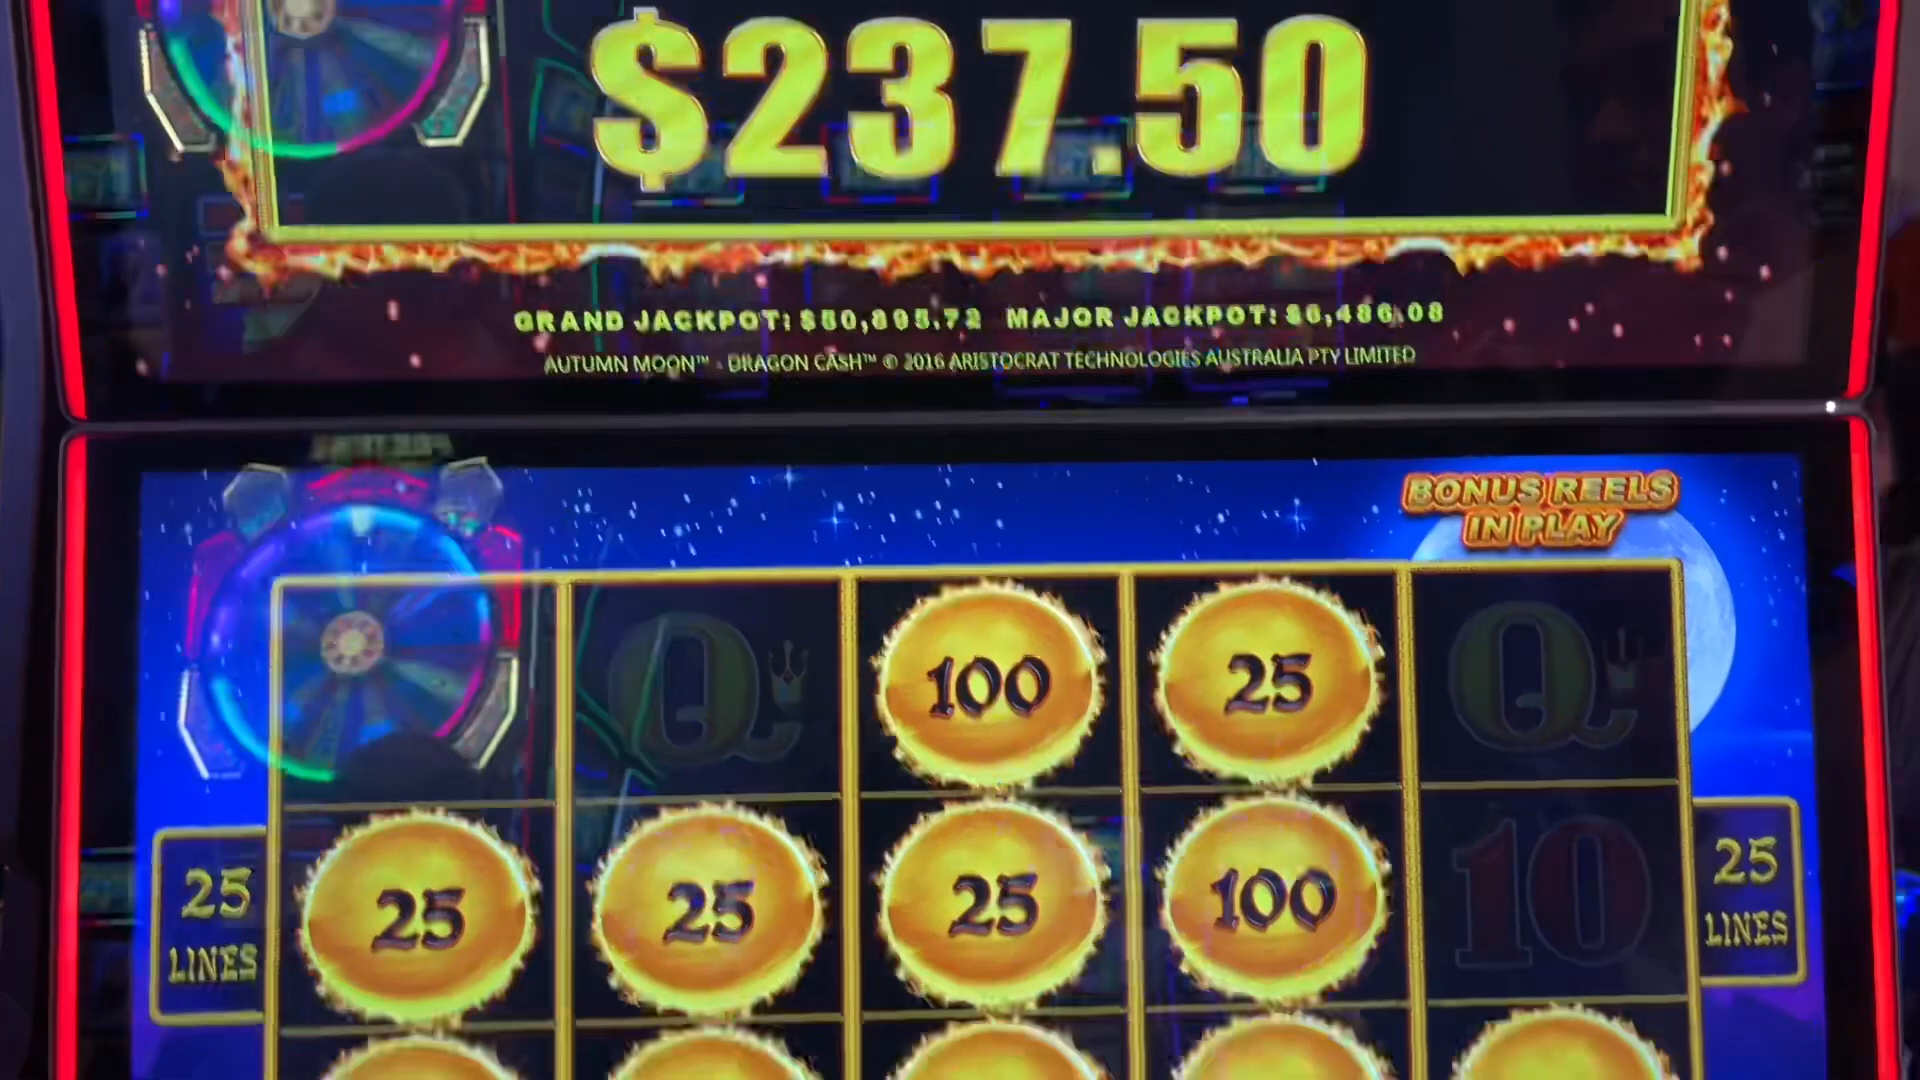 $237.50
GRAND JACKPOT: $50,895.72 MAJOR JACKPOT: $6,486.08
AUTUMN MOON™ - DRAGON CASH™ © 2016 ARISTOCRAT TECHNOLOGIES AUSTRALIA PTY LIMITED
BONUS REELS
IN PLAY
Q 100 25 Q
25
LINES
25 25 25 100 10
25
LINES